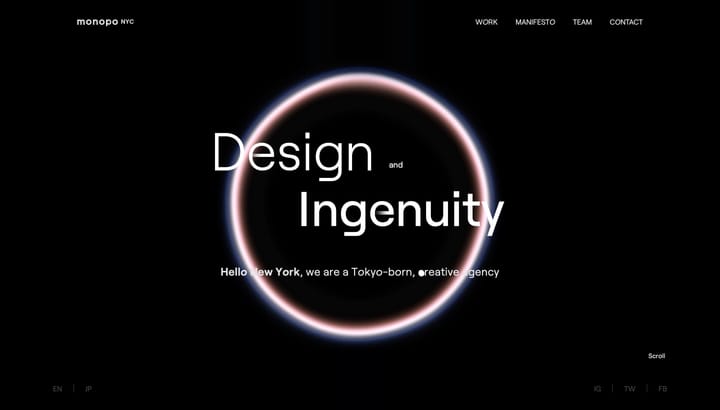 monopo NYC
WORK MANIFESTO TEAM CONTACT
Design and
Ingenuity
Hello New York, we are a Tokyo-born, creative agency
Scroll
EN | JP
IG | TW | FB